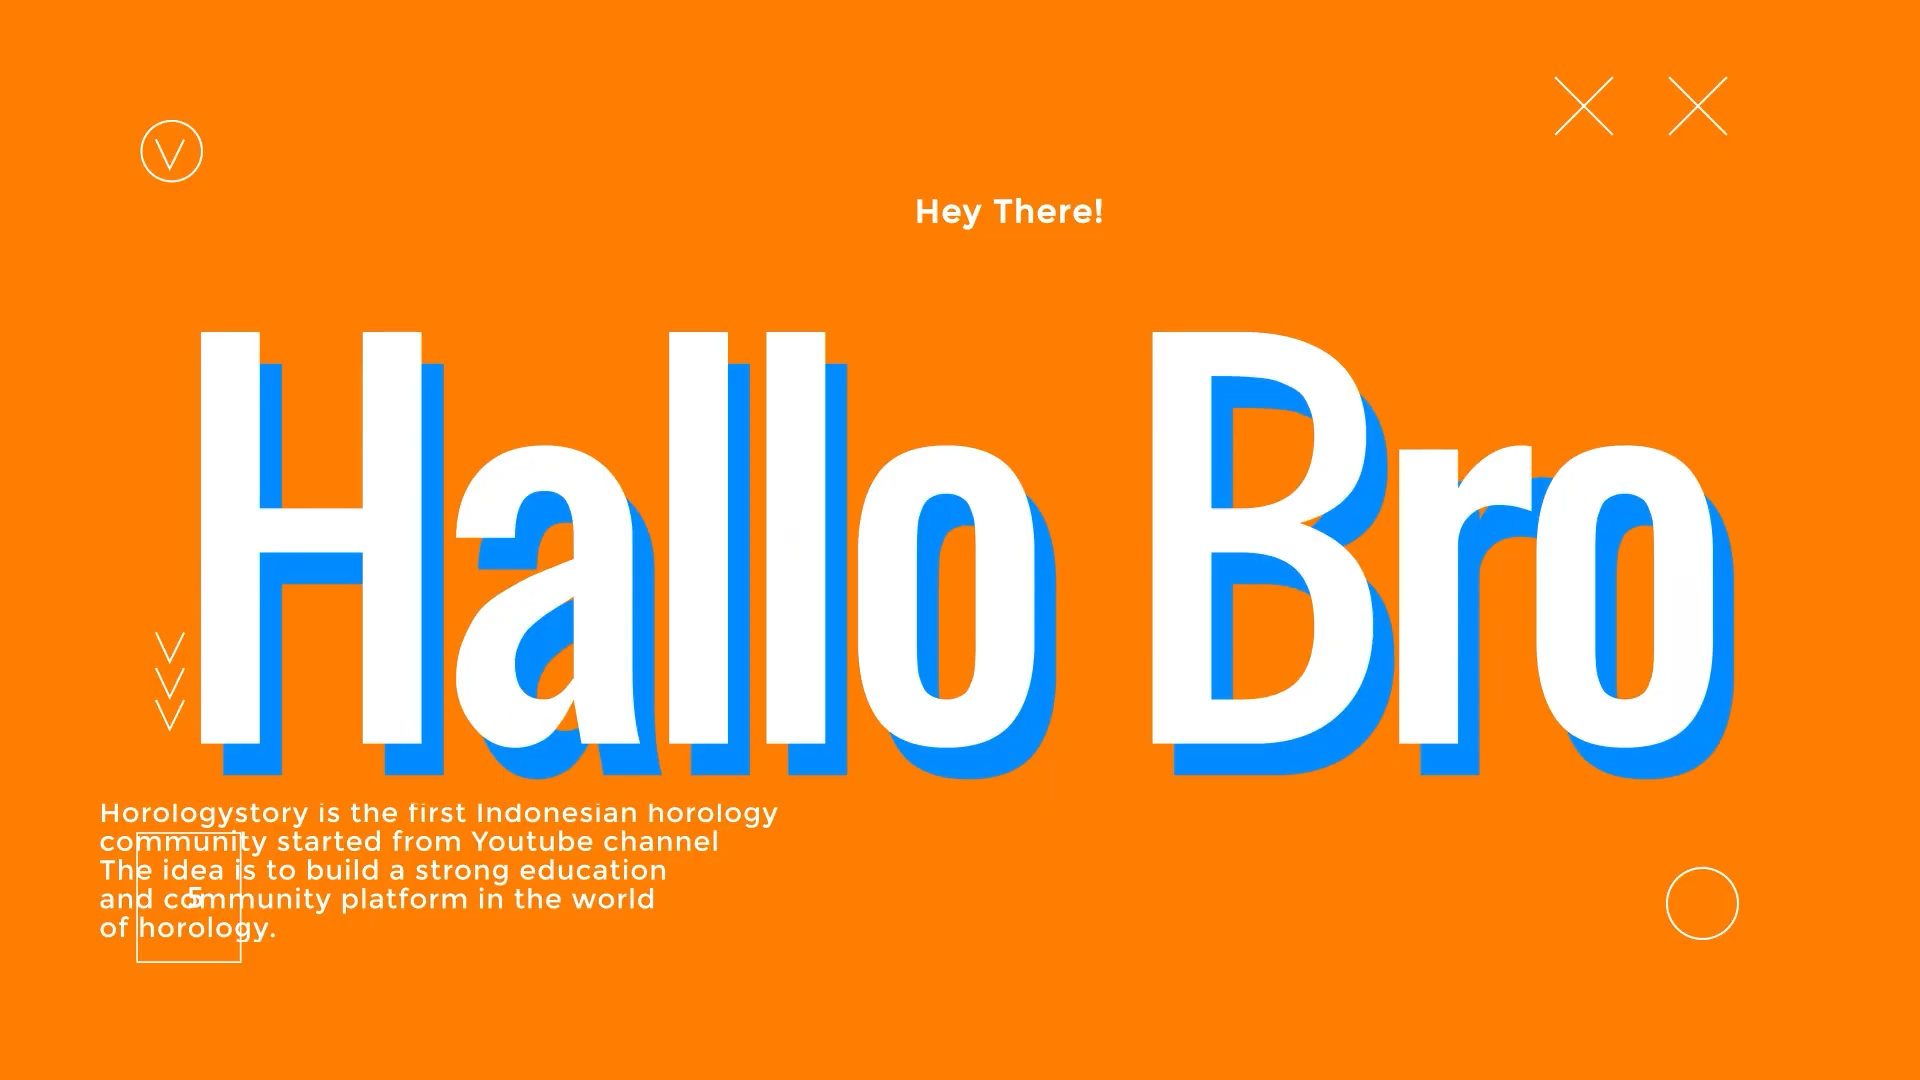 V
Hey There!
Hallo Bro
Horologystory is the first Indonesian horology
community started from Youtube channel
The idea is to build a strong education
and community platform in the world
of horology.
5